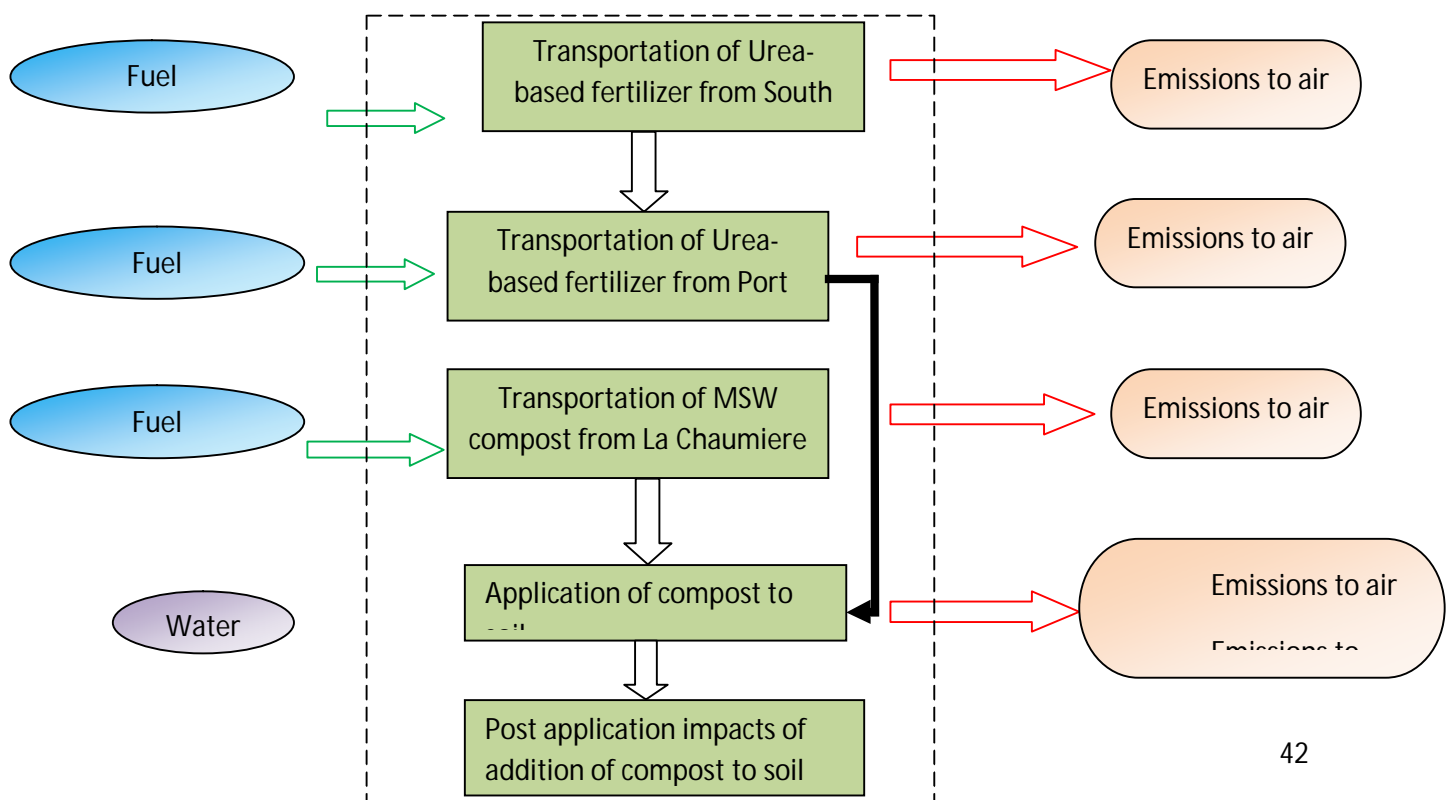 Fuel
Transportation of Urea-
based fertilizer from South
Emissions to air
Fuel
Transportation of Urea-
based fertilizer from Port
Emissions to air
Fuel
Transportation of MSW
compost from La Chaumiere
Emissions to air
Water
Application of compost to
Emissions to air
Emissions to
Post application impacts of
addition of compost to soil
42